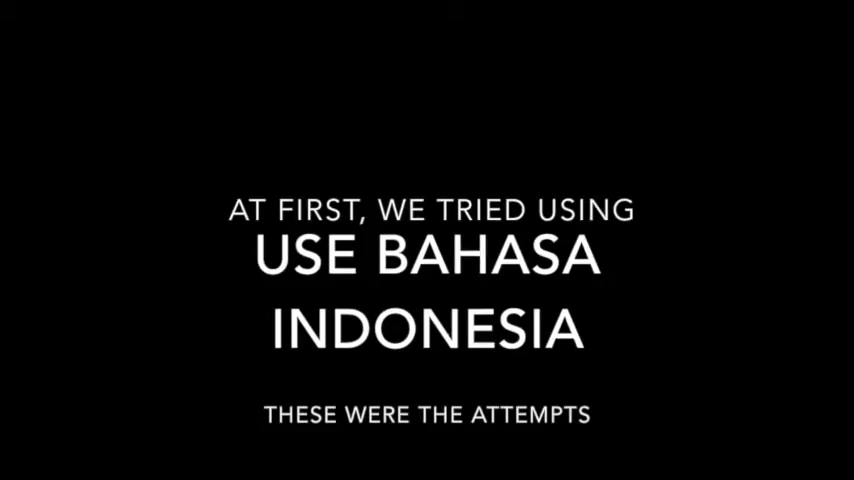 AT FIRST, WE TRIED USING
USE BAHASA
INDONESIA
THESE WERE THE ATTEMPTS